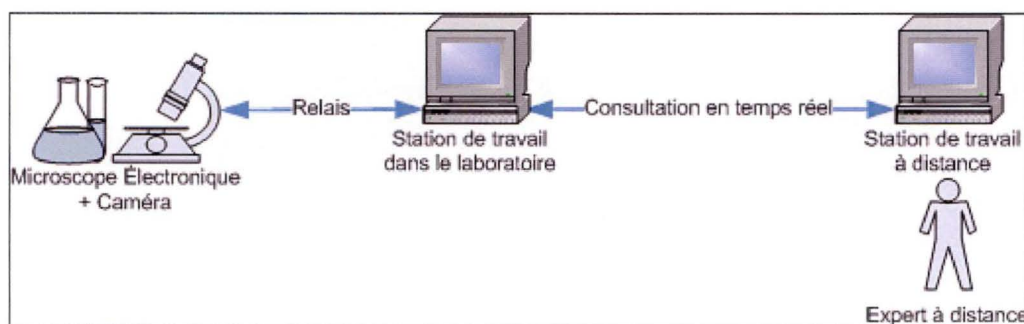 Relais
Consultation en temps réel
Station de travail
dans le laboratoire
Station de travail
à distance
Microscope Électronique
+ Caméra
Expert à distance